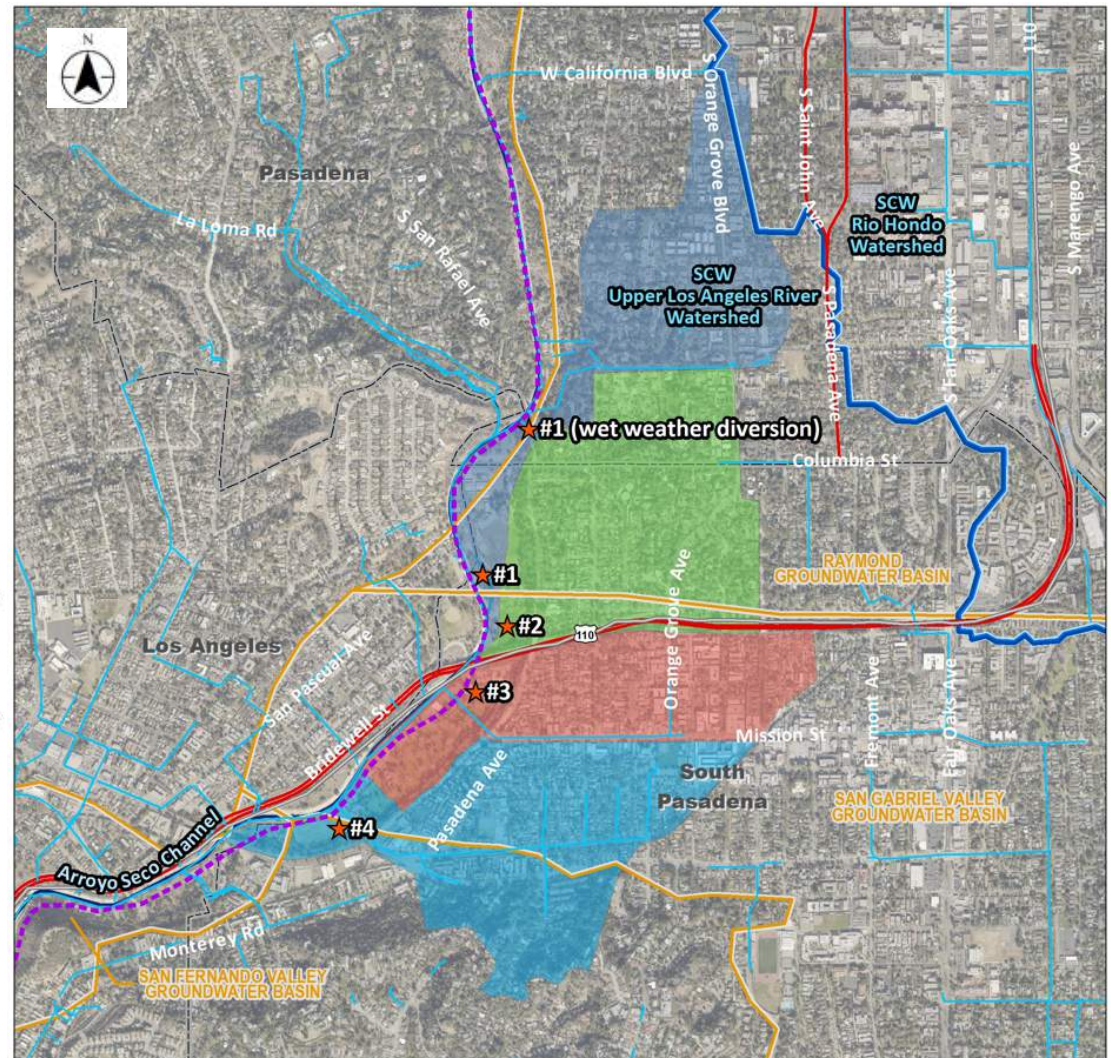 N
W California Blvd
S Orange Grove Blvd
S Saint John Ave
110
S Marengo Ave
Pasadena
La Loma Rd
S San Rafael Ave
SCW
Rio Hondo
Watershed
SCW
Upper Los Angeles River
Watershed
S Pasadena Ave
S Fair Oaks Ave
#1 (wet weather diversion)
Columbia St
#1
RAYMOND
GROUNDWATER BASIN
Orange Grove Ave
#2
110
Los Angeles
San Pascual Ave
#3
Bridewell St
Mission St
Fremont Ave
Fair Oaks Ave
South
Pasadena
Pasadena Ave
SAN GABRIEL VALLEY
GROUNDWATER BASIN
#4
Arroyo Seco Channel
Monterey Rd
SAN FERNANDO VALLEY
GROUNDWATER BASIN